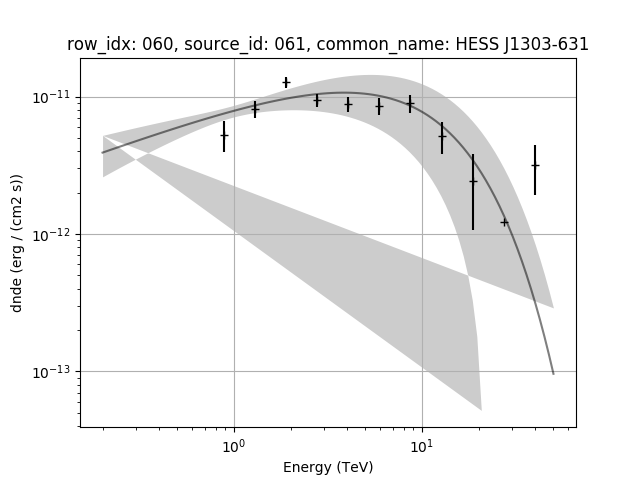 row_idx: 060, source_id: 061, common_name: HESS J1303-631
dnde (erg / (cm2 s))
10⁻¹¹
10⁻¹²
10⁻¹³
10⁰ 10¹
Energy (TeV)